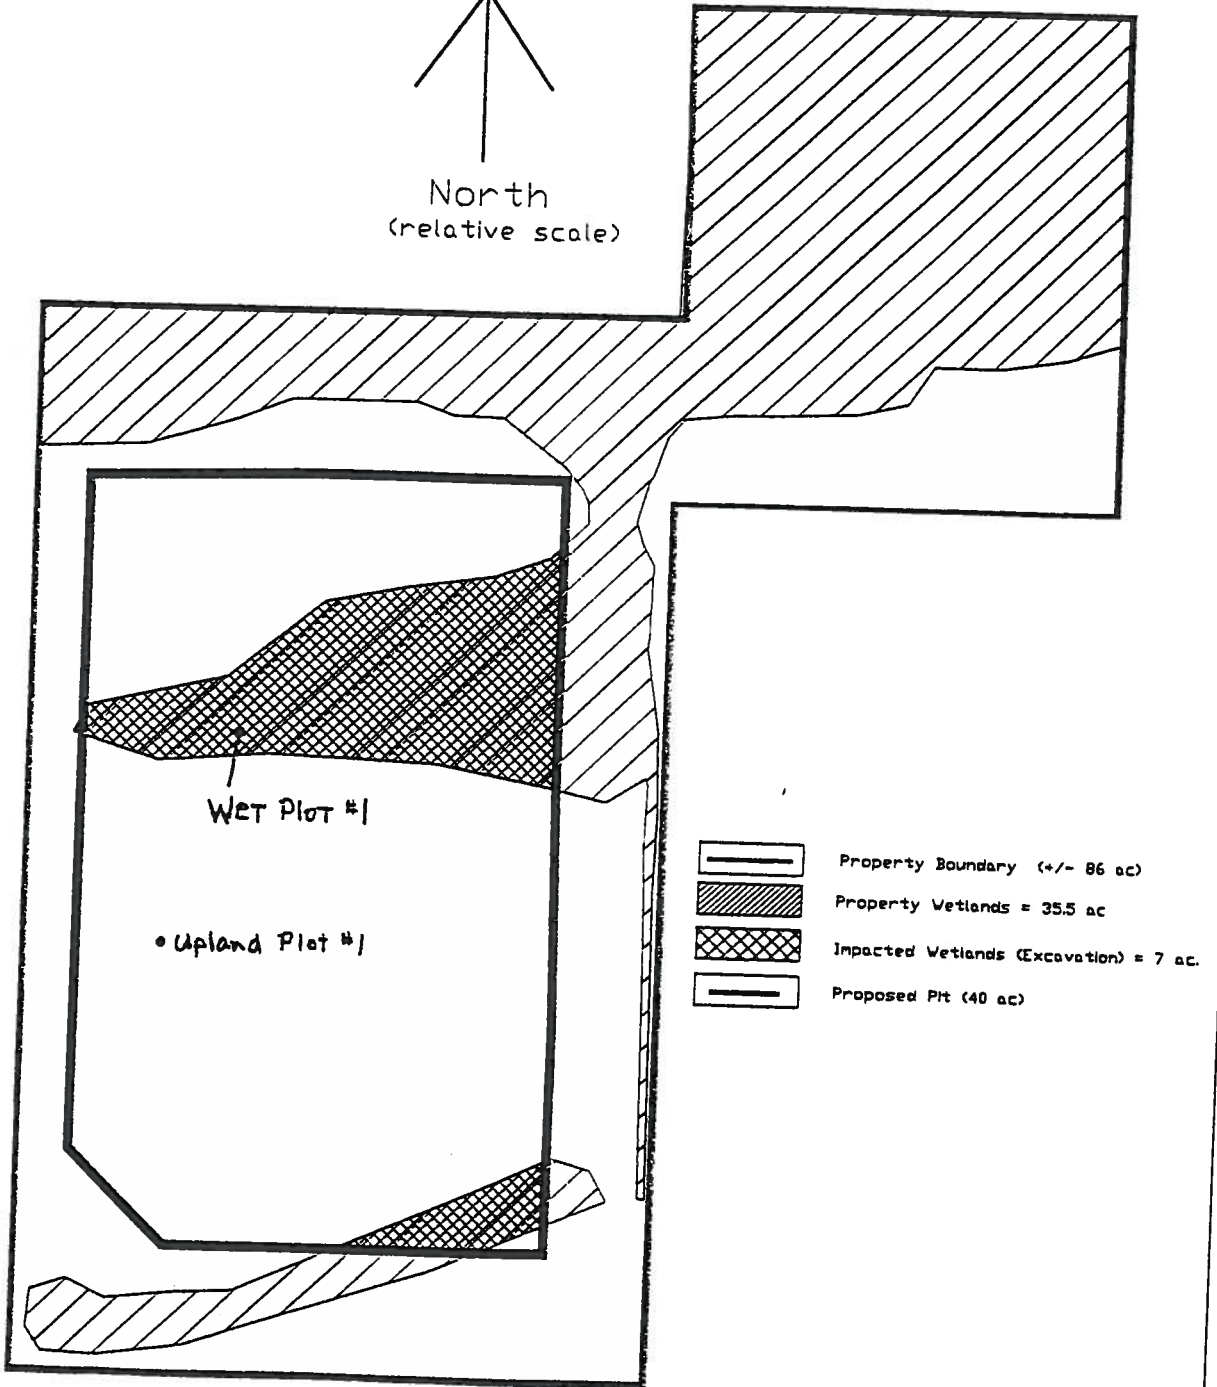 North
(relative scale)
WET PloT #1
• Upland Plot #1
Property Boundary (+/- 86 ac)
Property Wetlands = 35.5 ac
Impacted Wetlands (Excavation) = 7 ac.
Proposed Pit (40 ac)